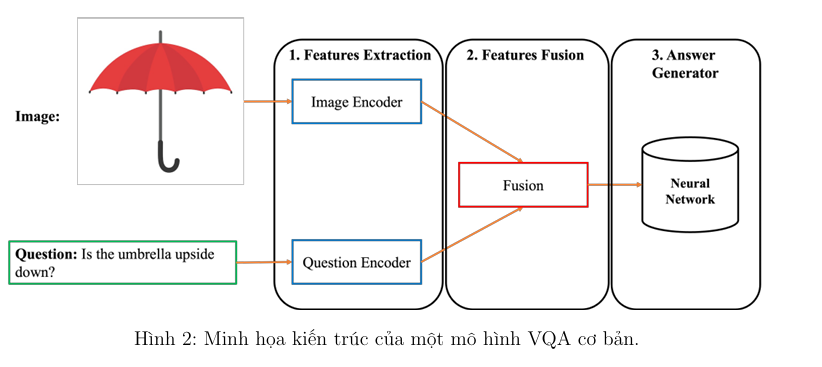 Image:
1. Features Extraction
2. Features Fusion
3. Answer
Generator
Image Encoder
Fusion
Neural
Network
Question: Is the umbrella upside
down?
Question Encoder
Hình 2: Minh họa kiến trúc của một mô hình VQA cơ bản.